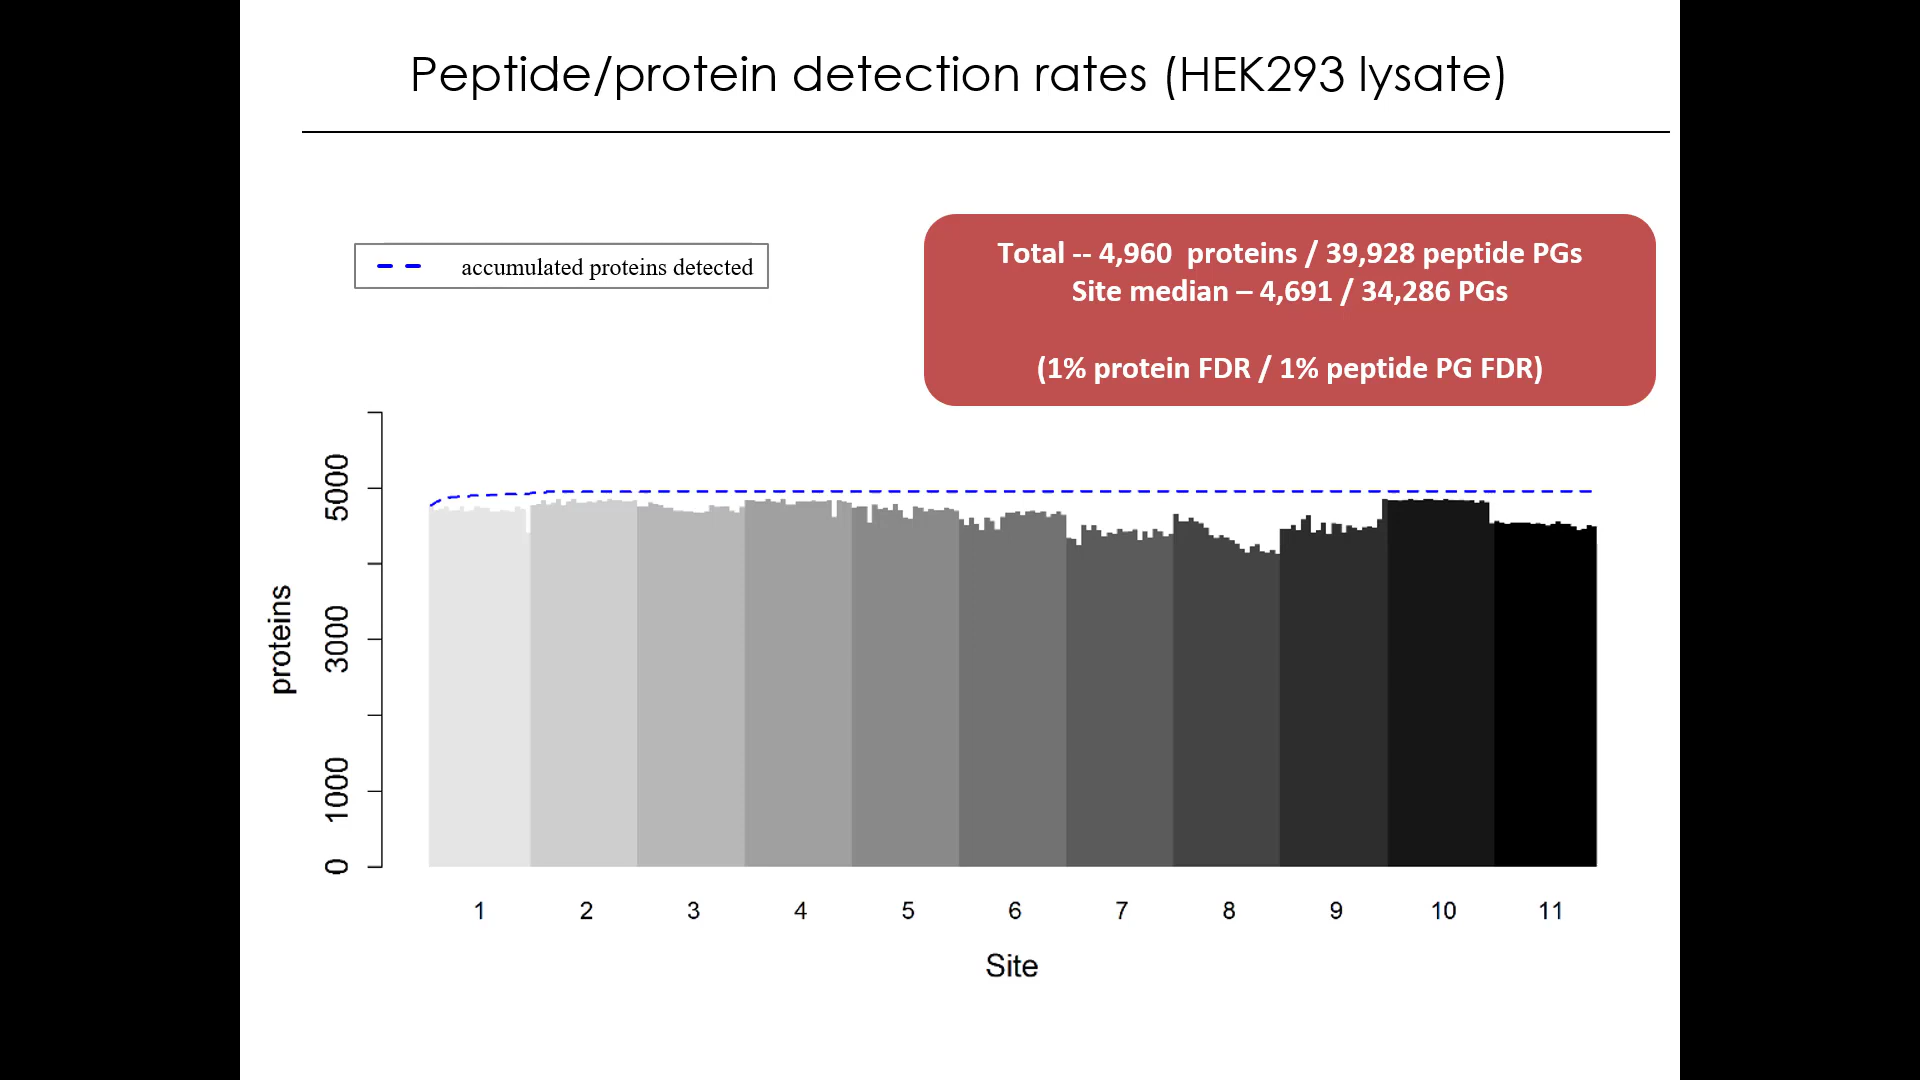 Peptide/protein detection rates (HEK293 lysate)
accumulated proteins detected
Total -- 4,960  proteins / 39,928 peptide PGs
Site median – 4,691 / 34,286 PGs
(1% protein FDR / 1% peptide PG FDR)
5000
3000
1000
0
proteins
1 2 3 4 5 6 7 8 9 10 11
Site